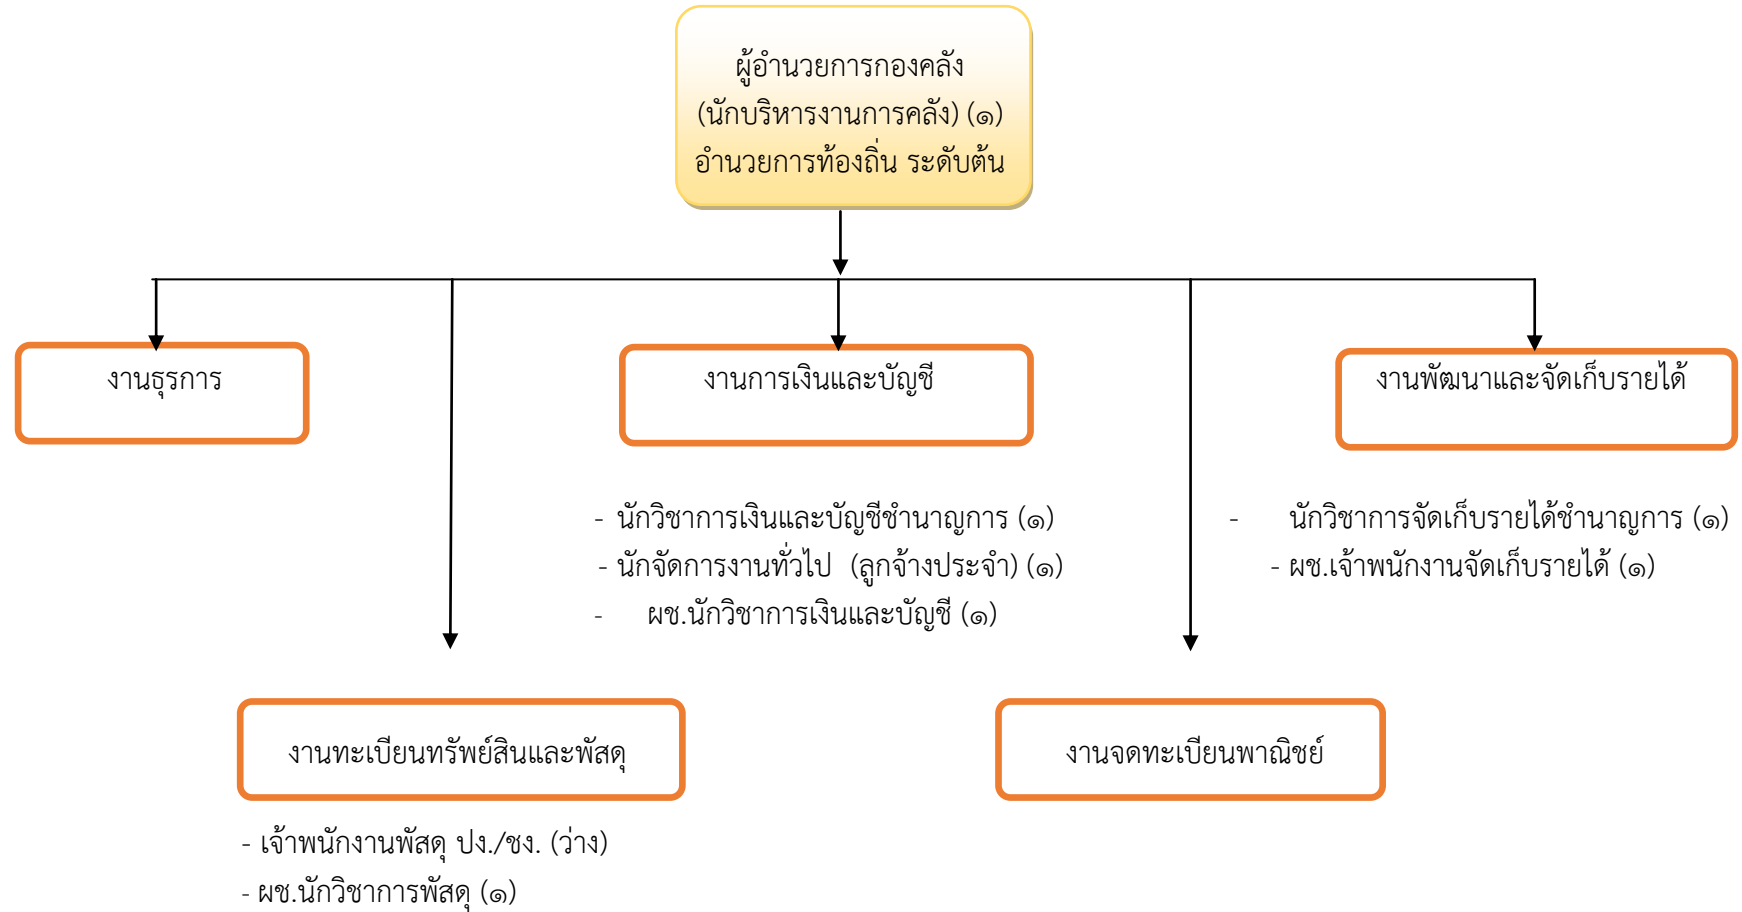 ผู้อำนวยการกองคลัง
(นักบริหารงานการคลัง) (๑)
อำนวยการท้องถิ่น ระดับต้น
งานธุรการ
งานการเงินและบัญชี
งานพัฒนาและจัดเก็บรายได้
- นักวิชาการเงินและบัญชีชำนาญการ (๑)
- นักจัดการงานทั่วไป (ลูกจ้างประจำ) (๑)
- ผช.นักวิชาการเงินและบัญชี (๑)
- นักวิชาการจัดเก็บรายได้ชำนาญการ (๑)
- ผช.เจ้าพนักงานจัดเก็บรายได้ (๑)
งานทะเบียนทรัพย์สินและพัสดุ
งานจดทะเบียนพาณิชย์
- เจ้าพนักงานพัสดุ ปง./ชง. (ว่าง)
- ผช.นักวิชาการพัสดุ (๑)